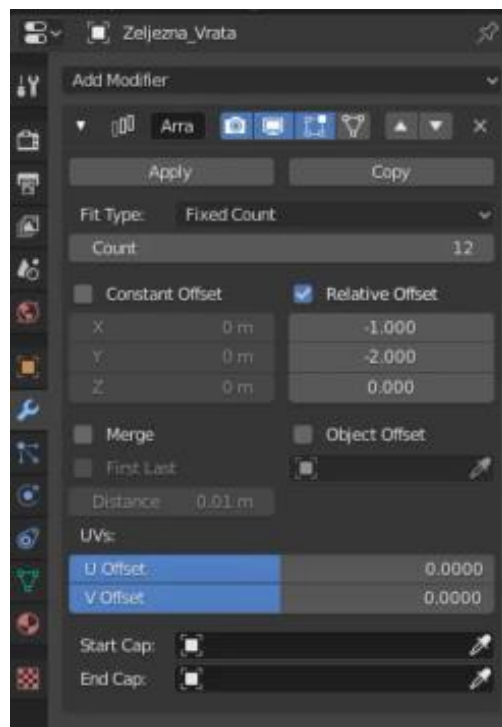 Zeljezna_Vrata
Add Modifier
Arra
Apply Copy
Fit Type: Fixed Count
Count 12
Constant Offset Relative Offset
X 0 m -1.000
Y 0 m -2.000
Z 0 m 0.000
Merge Object Offset
First Last
Distance 0.01 m
UVs:
U Offset 0.0000
V Offset 0.0000
Start Cap:
End Cap: